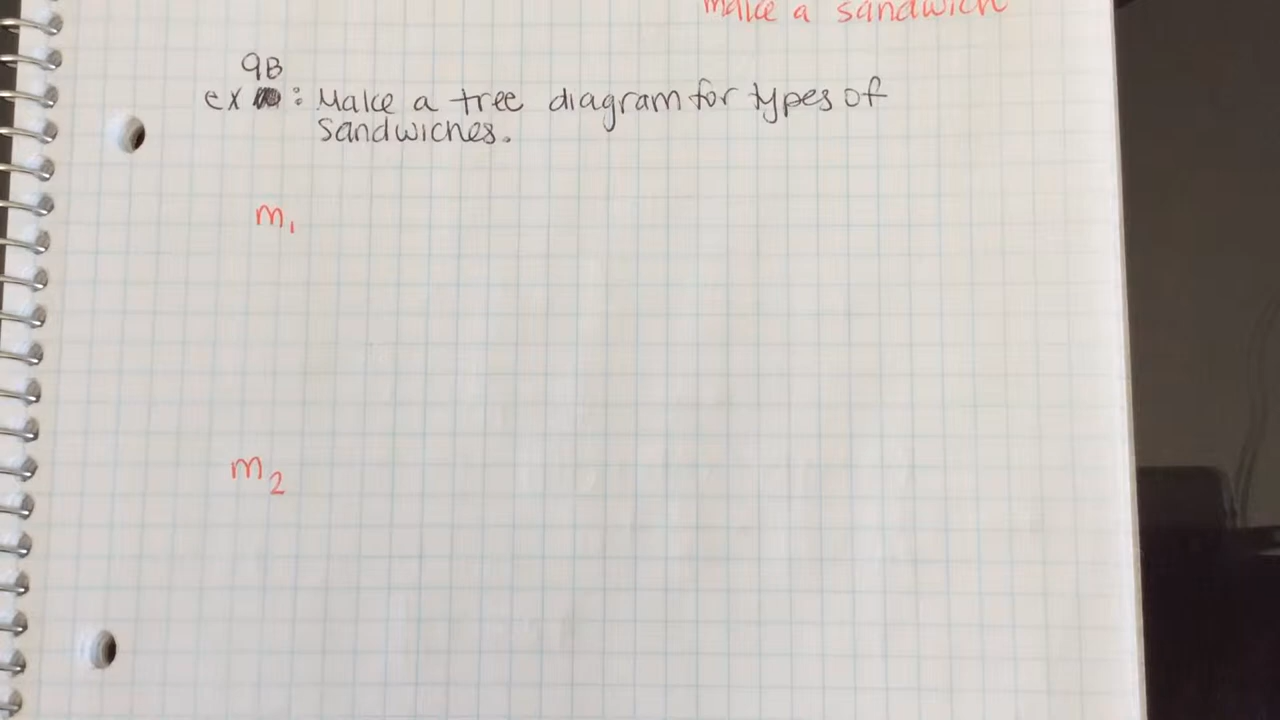 make a sandwich
9B
ex : Make a tree diagram for types of
sandwiches.
m₁
m₂